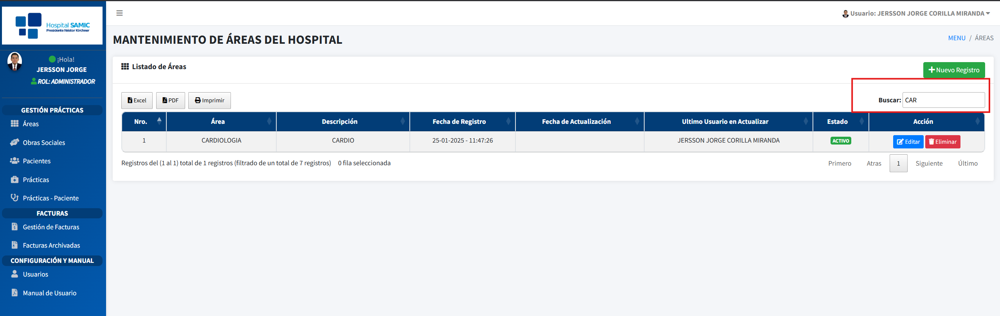 Hospital SAMIC
Presidente Néstor Kirchner
Usuario: JERSSON JORGE CORILLA MIRANDA
¡Hola!
JERSSON JORGE
ROL: ADMINISTRADOR
GESTIÓN PRÁCTICAS
Áreas
Obras Sociales
Pacientes
Prácticas
Prácticas - Paciente
FACTURAS
Gestión de Facturas
Facturas Archivadas
CONFIGURACIÓN Y MANUAL
Usuarios
Manual de Usuario
MANTENIMIENTO DE ÁREAS DEL HOSPITAL
MENU / ÁREAS
Listado de Áreas
Nuevo Registro
Excel PDF Imprimir
Buscar: CAR
Nro. Área Descripción Fecha de Registro Fecha de Actualización Ultimo Usuario en Actualizar Estado Acción
1 CARDIOLOGIA CARDIO 25-01-2025 - 11:47:26 JERSSON JORGE CORILLA MIRANDA ACTIVO Editar Eliminar
Registros del (1 al 1) total de 1 registros (filtrado de un total de 7 registros) 0 fila seleccionada
Primero Atras 1 Siguiente Último